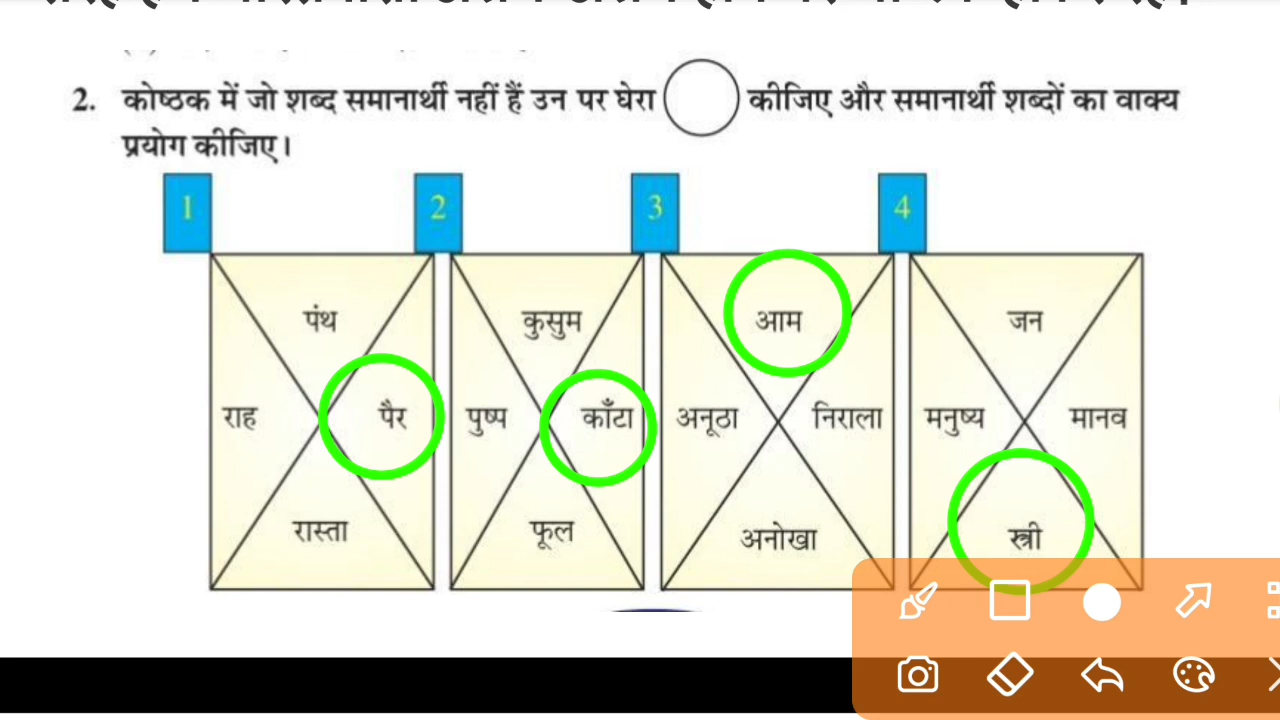 2. कोष्ठक में जो शब्द समानार्थी नहीं हैं उन पर घेरा कीजिए और समानार्थी शब्दों का वाक्य
प्रयोग कीजिए।
1 2 3 4
पंथ कुसुम आम जन
राह पैर पुष्प काँटा अनूठा निराला मनुष्य मानव
रास्ता फूल अनोखा स्त्री